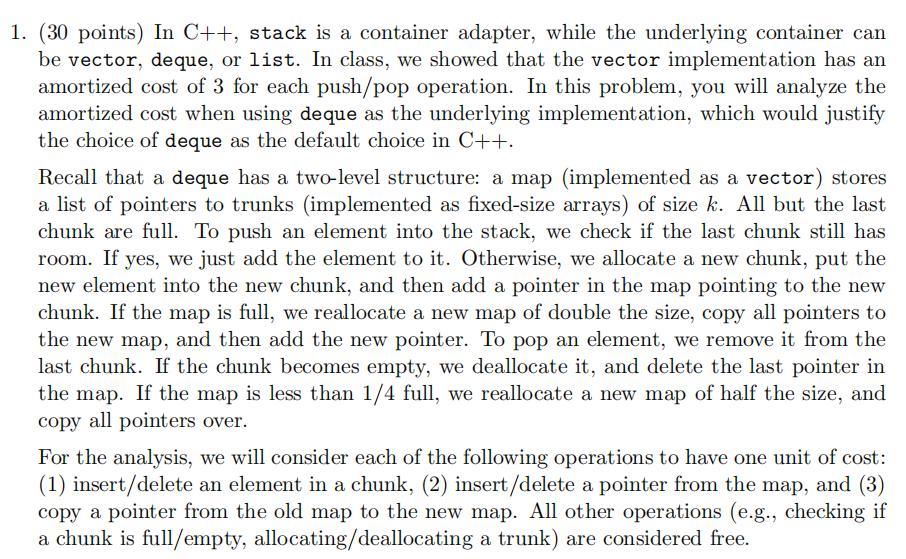 1. (30 points) In C++, stack is a container adapter, while the underlying container can
be vector, deque, or list. In class, we showed that the vector implementation has an
amortized cost of 3 for each push/pop operation. In this problem, you will analyze the
amortized cost when using deque as the underlying implementation, which would justify
the choice of deque as the default choice in C++.
Recall that a deque has a two-level structure: a map (implemented as a vector) stores
a list of pointers to trunks (implemented as fixed-size arrays) of size k. All but the last
chunk are full. To push an element into the stack, we check if the last chunk still has
room. If yes, we just add the element to it. Otherwise, we allocate a new chunk, put the
new element into the new chunk, and then add a pointer in the map pointing to the new
chunk. If the map is full, we reallocate a new map of double the size, copy all pointers to
the new map, and then add the new pointer. To pop an element, we remove it from the
last chunk. If the chunk becomes empty, we deallocate it, and delete the last pointer in
the map. If the map is less than 1/4 full, we reallocate a new map of half the size, and
copy all pointers over.
For the analysis, we will consider each of the following operations to have one unit of cost:
(1) insert/delete an element in a chunk, (2) insert/delete a pointer from the map, and (3)
copy a pointer from the old map to the new map. All other operations (e.g., checking if
a chunk is full/empty, allocating/deallocating a trunk) are considered free.